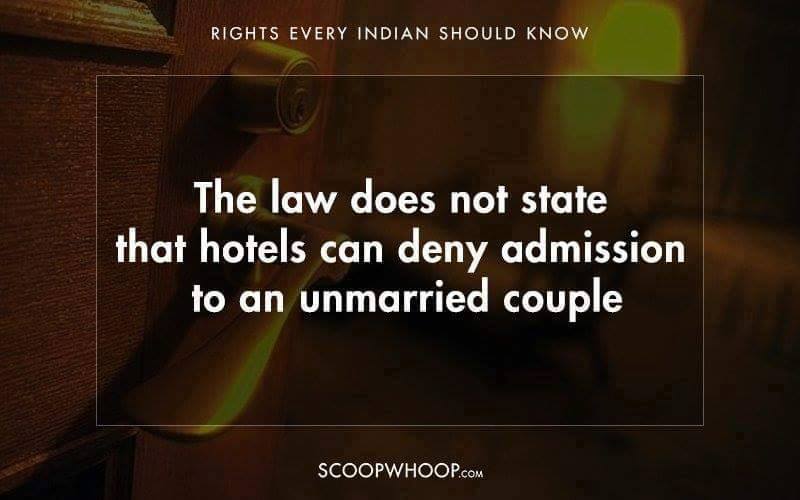 RIGHTS EVERY INDIAN SHOULD KNOW
The law does not state
that hotels can deny admission
to an unmarried couple
SCOOPWHOOP.COM